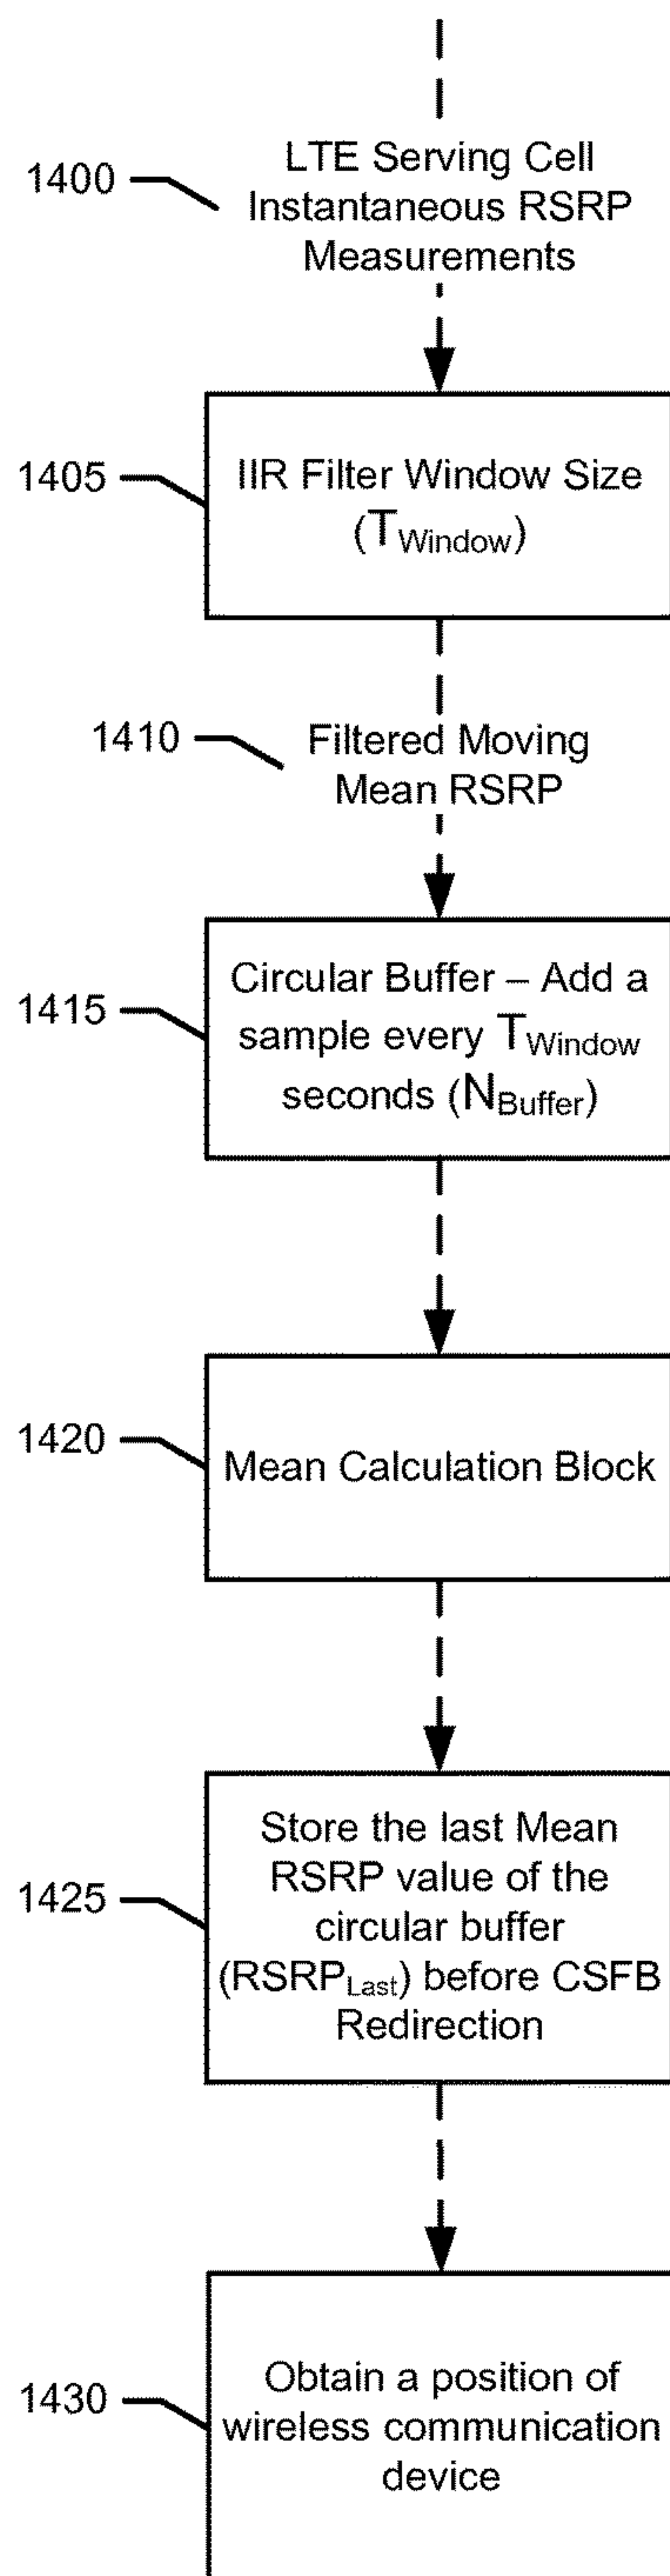 1400
LTE Serving Cell
Instantaneous RSRP
Measurements
1405
IIR Filter Window Size
(TWindow)
1410
Filtered Moving
Mean RSRP
1415
Circular Buffer – Add a
sample every TWindow
seconds (NBuffer)
1420
Mean Calculation Block
1425
Store the last Mean
RSRP value of the
circular buffer
(RSRPLast) before CSFB
Redirection
1430
Obtain a position of
wireless communication
device